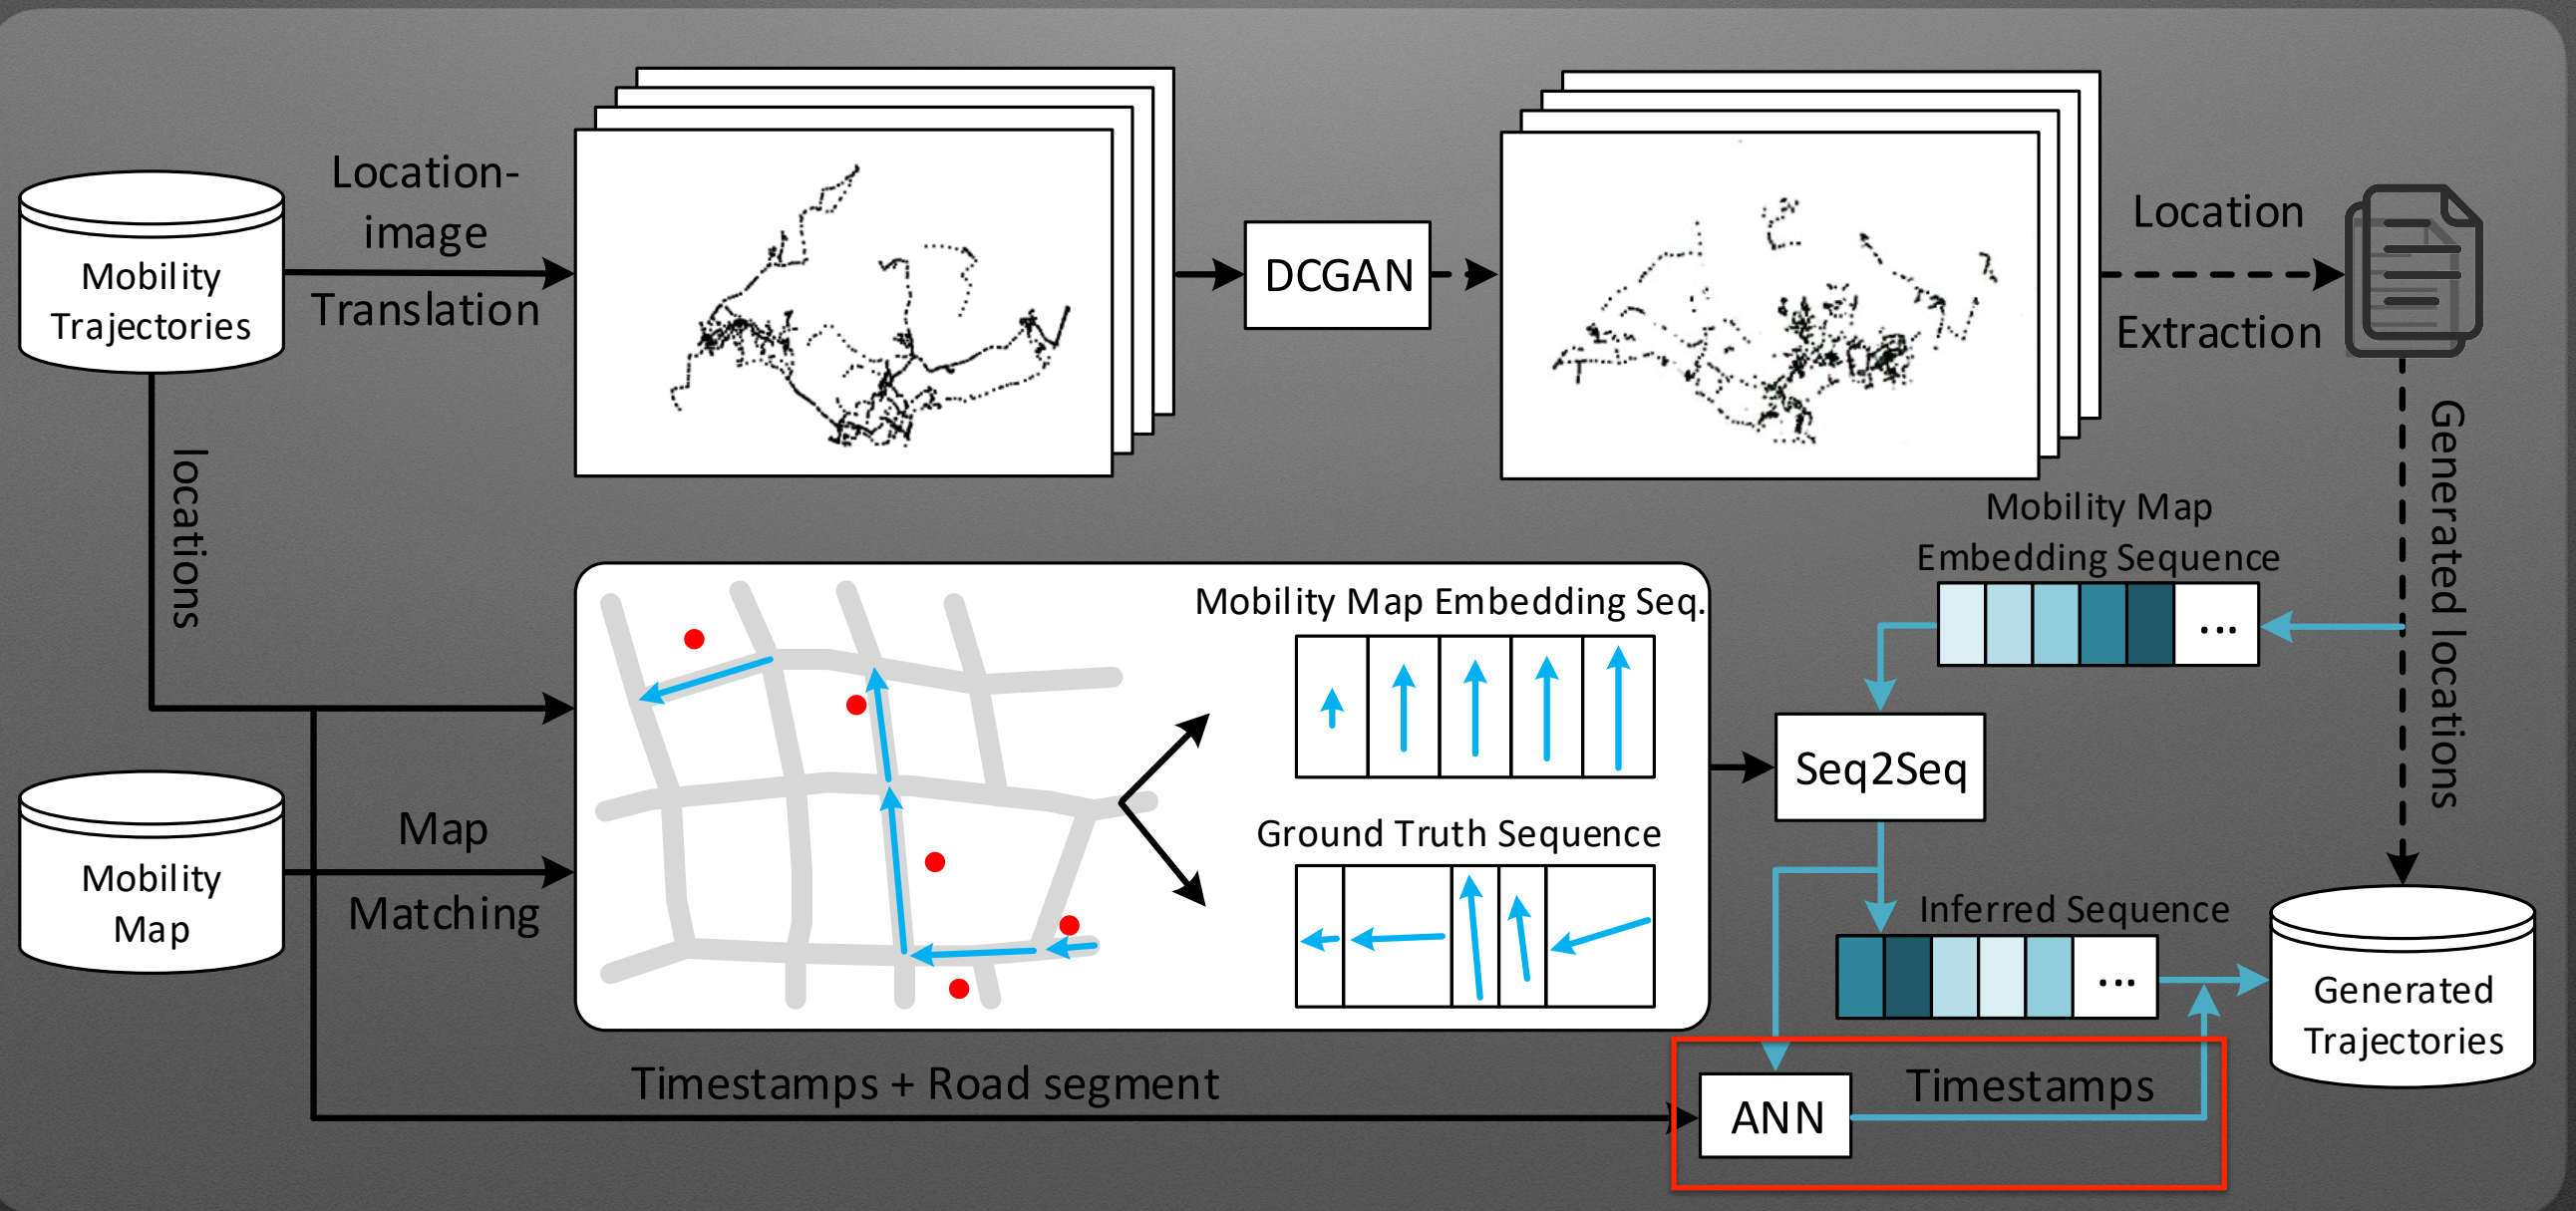 Location-
image
Translation
Mobility
Trajectories
DCGAN
Location
Extraction
locations
Generated locations
Mobility Map
Embedding Sequence
...
Mobility Map Embedding Seq.
Seq2Seq
Ground Truth Sequence
Map
Matching
Mobility
Map
Inferred Sequence
...
Generated
Trajectories
Timestamps + Road segment
ANN
Timestamps